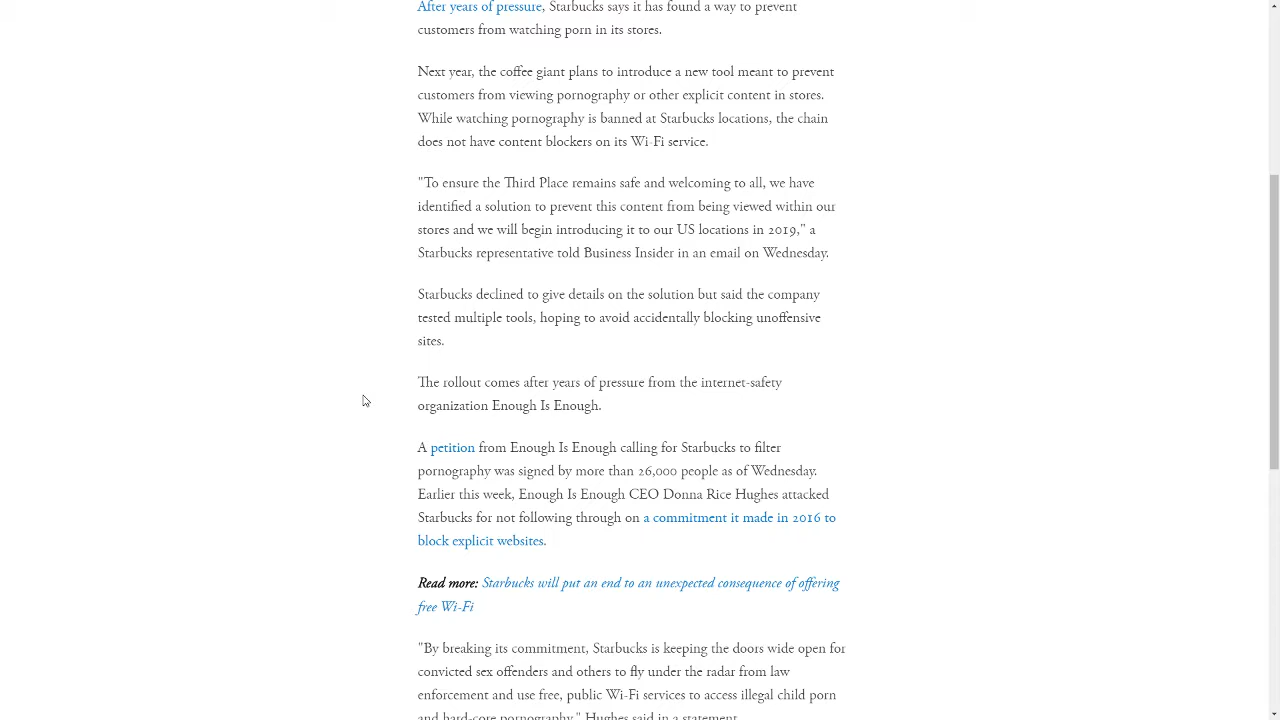 After years of pressure, Starbucks says it has found a way to prevent
customers from watching porn in its stores.
Next year, the coffee giant plans to introduce a new tool meant to prevent
customers from viewing pornography or other explicit content in stores.
While watching pornography is banned at Starbucks locations, the chain
does not have content blockers on its Wi-Fi service.
"To ensure the Third Place remains safe and welcoming to all, we have
identified a solution to prevent this content from being viewed within our
stores and we will begin introducing it to our US locations in 2019," a
Starbucks representative told Business Insider in an email on Wednesday.
Starbucks declined to give details on the solution but said the company
tested multiple tools, hoping to avoid accidentally blocking unoffensive
sites.
The rollout comes after years of pressure from the internet-safety
organization Enough Is Enough.
A petition from Enough Is Enough calling for Starbucks to filter
pornography was signed by more than 26,000 people as of Wednesday.
Earlier this week, Enough Is Enough CEO Donna Rice Hughes attacked
Starbucks for not following through on a commitment it made in 2016 to
block explicit websites.
Read more: Starbucks will put an end to an unexpected consequence of offering
free Wi-Fi
"By breaking its commitment, Starbucks is keeping the doors wide open for
convicted sex offenders and others to fly under the radar from law
enforcement and use free, public Wi-Fi services to access illegal child porn
and hard-core pornography," Hughes said in a statement.